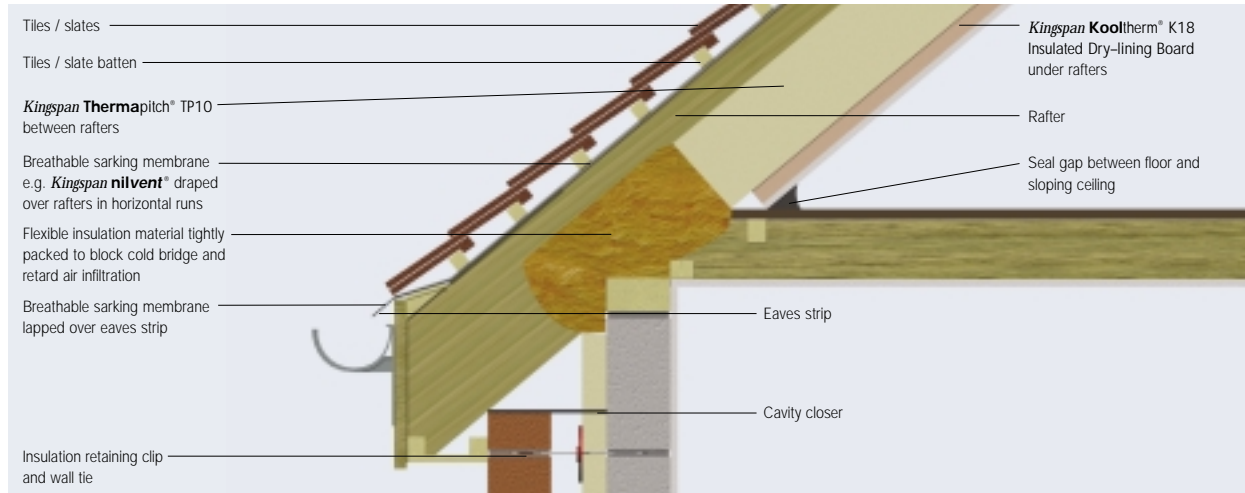 Tiles / slates
Tiles / slate batten
Kingspan Thermapitch® TP10
between rafters
Breathable sarking membrane
e.g. Kingspan nilvent® draped
over rafters in horizontal runs
Flexible insulation material tightly
packed to block cold bridge and
retard air infiltration
Breathable sarking membrane
lapped over eaves strip
Insulation retaining clip
and wall tie
Kingspan Kooltherm® K18
Insulated Dry–lining Board
under rafters
Rafter
Seal gap between floor and
sloping ceiling
Eaves strip
Cavity closer